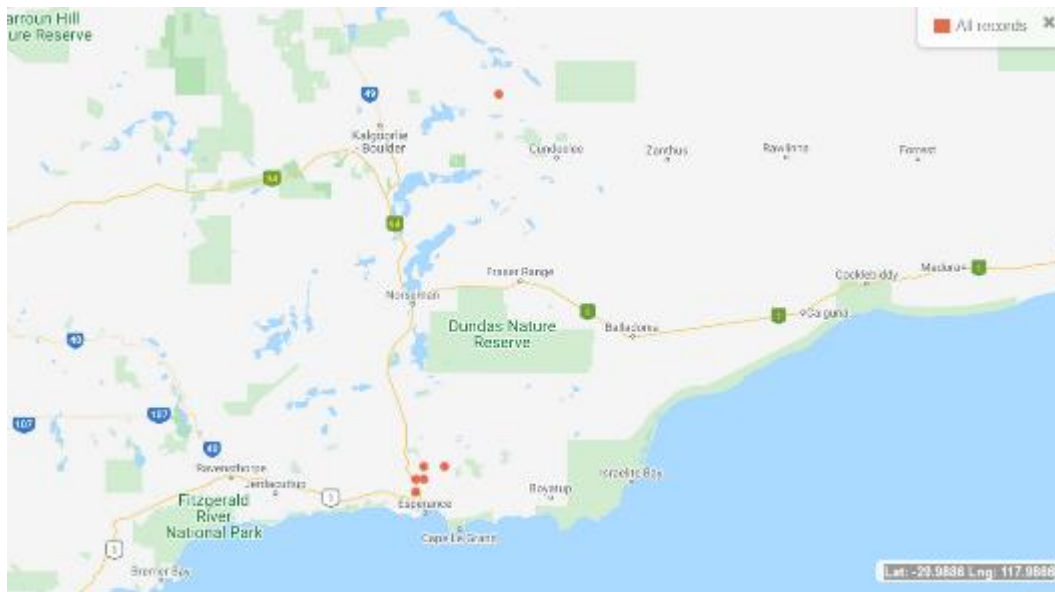 arroun Hill
ure Reserve
All records
49
Kalgoorlie
- Boulder
Cundeelee
Zanthus
Rawlinna
Forrest
94
94
Fraser Range
Madura
1
Cocklebiddy
Norseman
1
1
Caiguna
Dundas Nature
Reserve
Balladonia
40
107
107
40
Ravensthorpe
Jerdacuttup
Israelite Bay
Boyatup
1
Esperance
Fitzgerald
River
National Park
Cape Le Grand
1
Bremer Bay
Lat: -29.9886 Lng: 117.9866